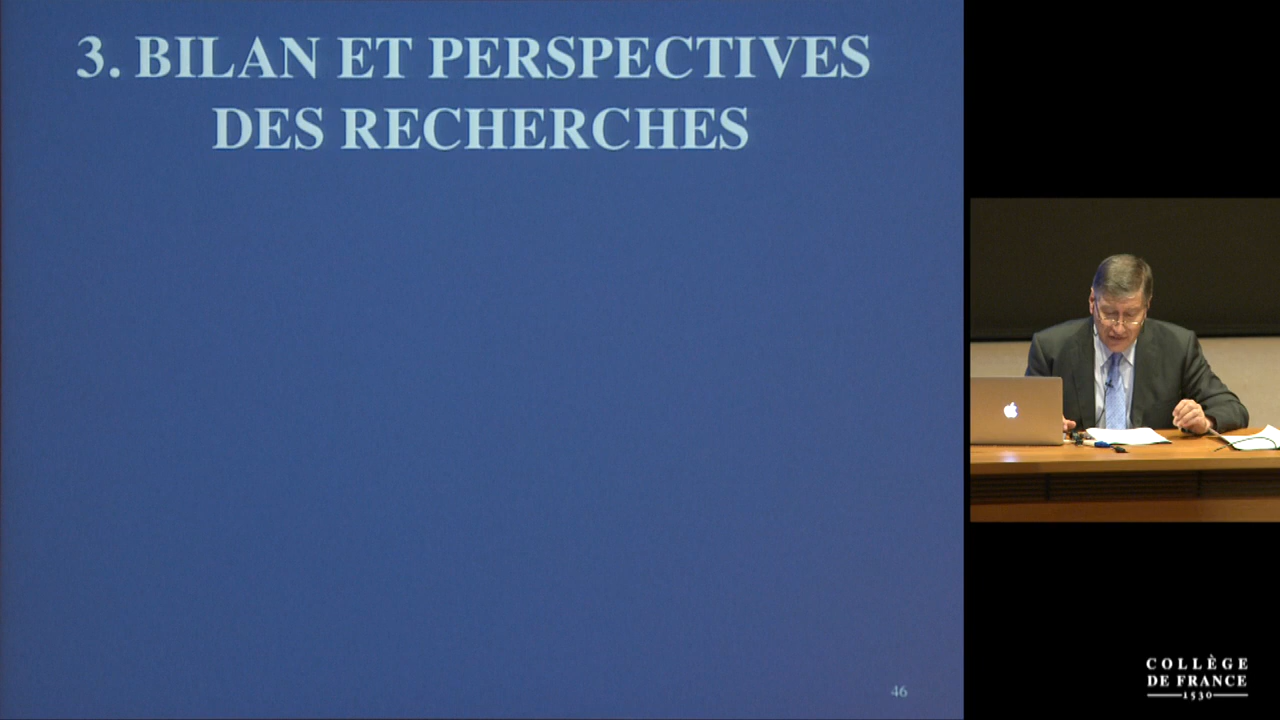 3. BILAN ET PERSPECTIVES
DES RECHERCHES
46
COLLÈGE
DE FRANCE
1530